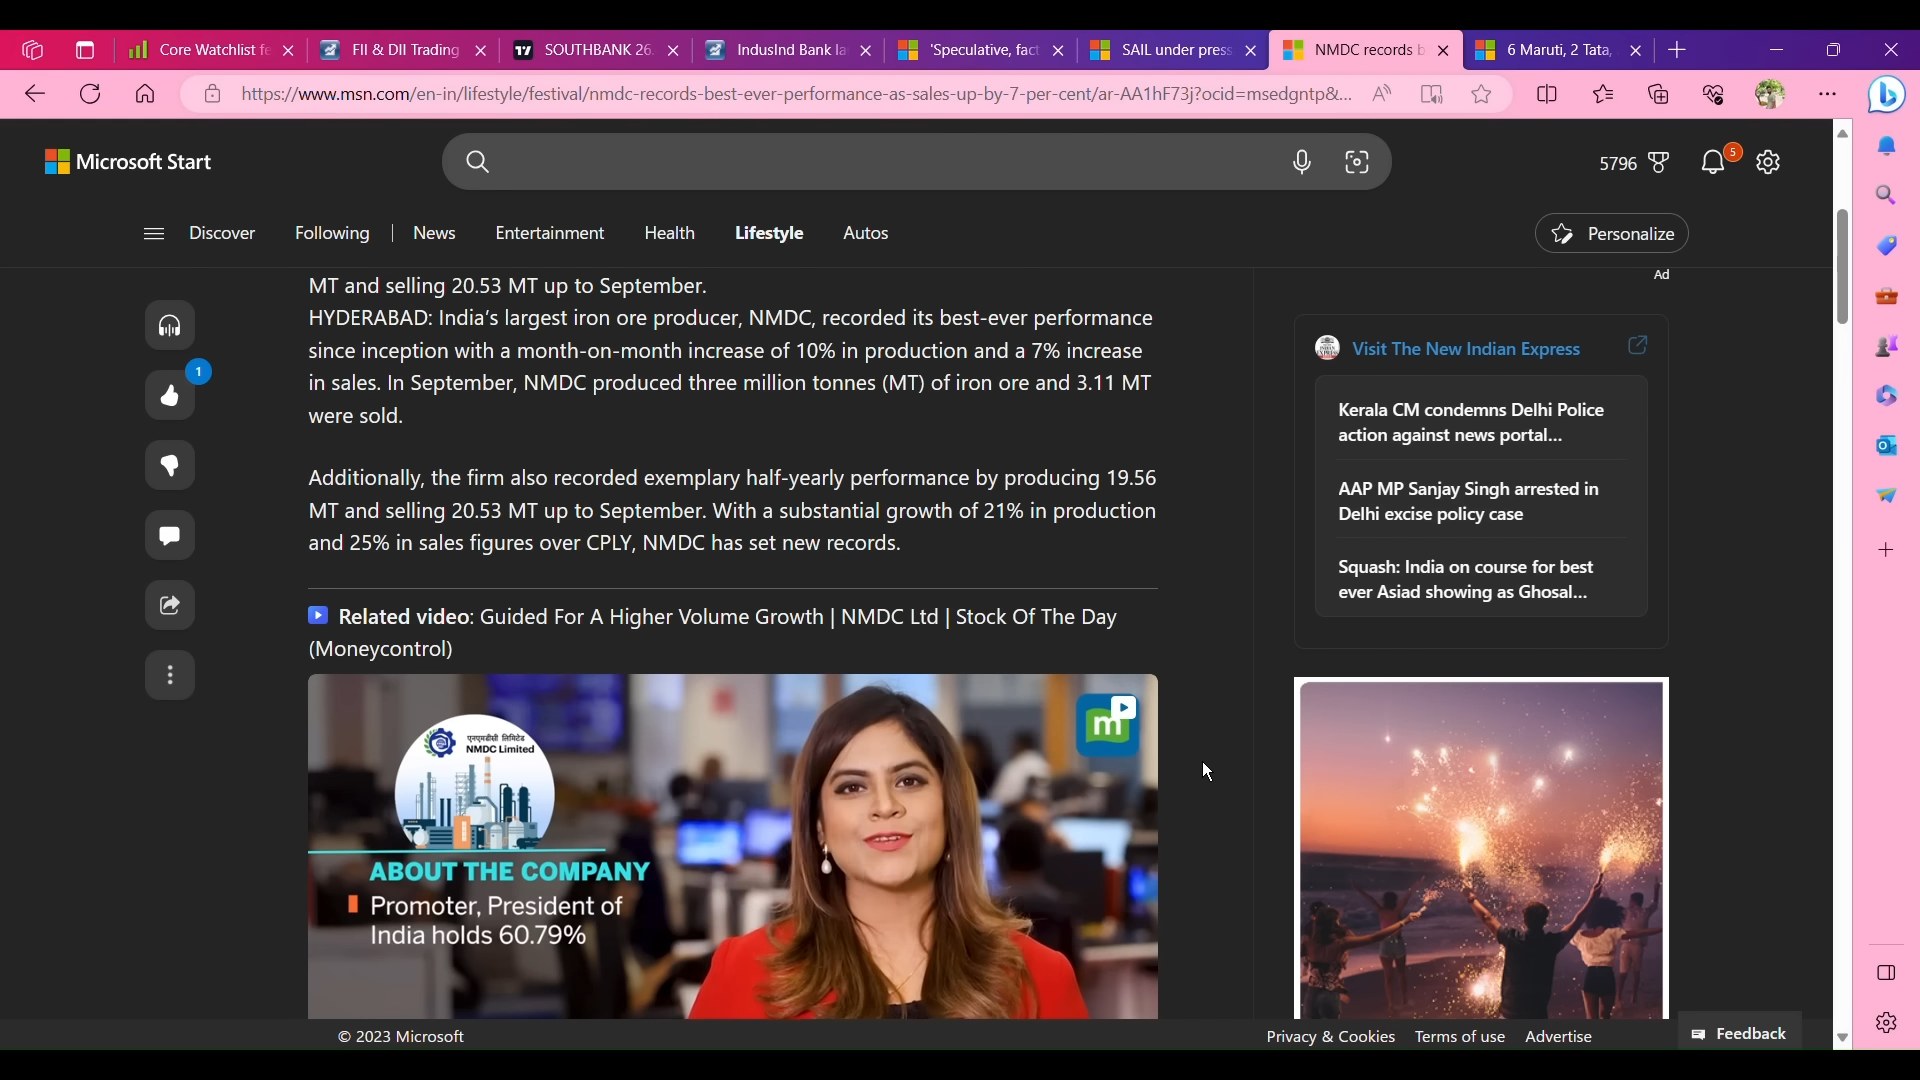 Core Watchlist fe
FII & DII Trading
SOUTHBANK 26.
IndusInd Bank la
'Speculative, fact
SAIL under press
NMDC records b
6 Maruti, 2 Tata,
https://www.msn.com/en-in/lifestyle/festival/nmdc-records-best-ever-performance-as-sales-up-by-7-per-cent/ar-AA1hF73j?ocid=msedgntp&...
Microsoft Start
5796
5
Discover
Following
News
Entertainment
Health
Lifestyle
Autos
Personalize
MT and selling 20.53 MT up to September.
HYDERABAD: India's largest iron ore producer, NMDC, recorded its best-ever performance
since inception with a month-on-month increase of 10% in production and a 7% increase
in sales. In September, NMDC produced three million tonnes (MT) of iron ore and 3.11 MT
were sold.
1
Additionally, the firm also recorded exemplary half-yearly performance by producing 19.56
MT and selling 20.53 MT up to September. With a substantial growth of 21% in production
and 25% in sales figures over CPLY, NMDC has set new records.
Related video: Guided For A Higher Volume Growth | NMDC Ltd | Stock Of The Day
(Moneycontrol)
एनएमडीसी लिमिटेड
NMDC Limited
m
ABOUT THE COMPANY
Promoter, President of
India holds 60.79%
Ad
Visit The New Indian Express
Kerala CM condemns Delhi Police
action against news portal...
AAP MP Sanjay Singh arrested in
Delhi excise policy case
Squash: India on course for best
ever Asiad showing as Ghosal...
© 2023 Microsoft
Privacy & Cookies
Terms of use
Advertise
Feedback